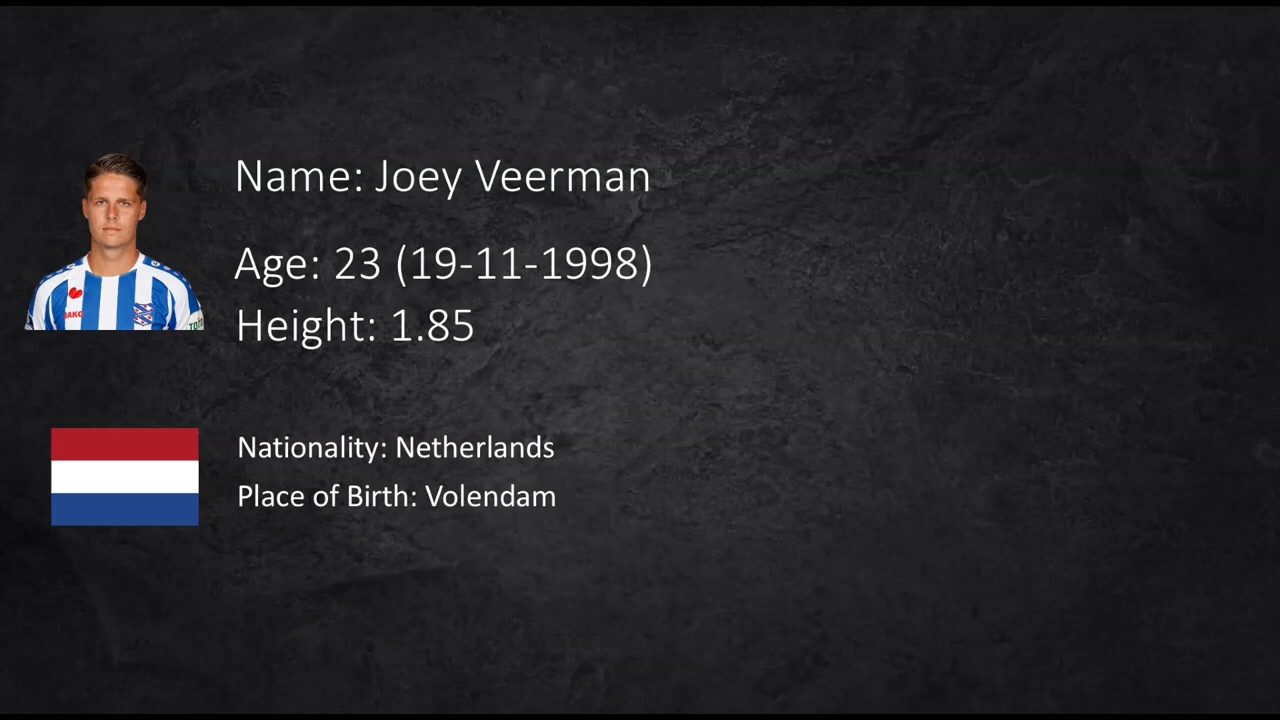 Name: Joey Veerman
Age: 23 (19-11-1998)
Height: 1.85
Nationality: Netherlands
Place of Birth: Volendam